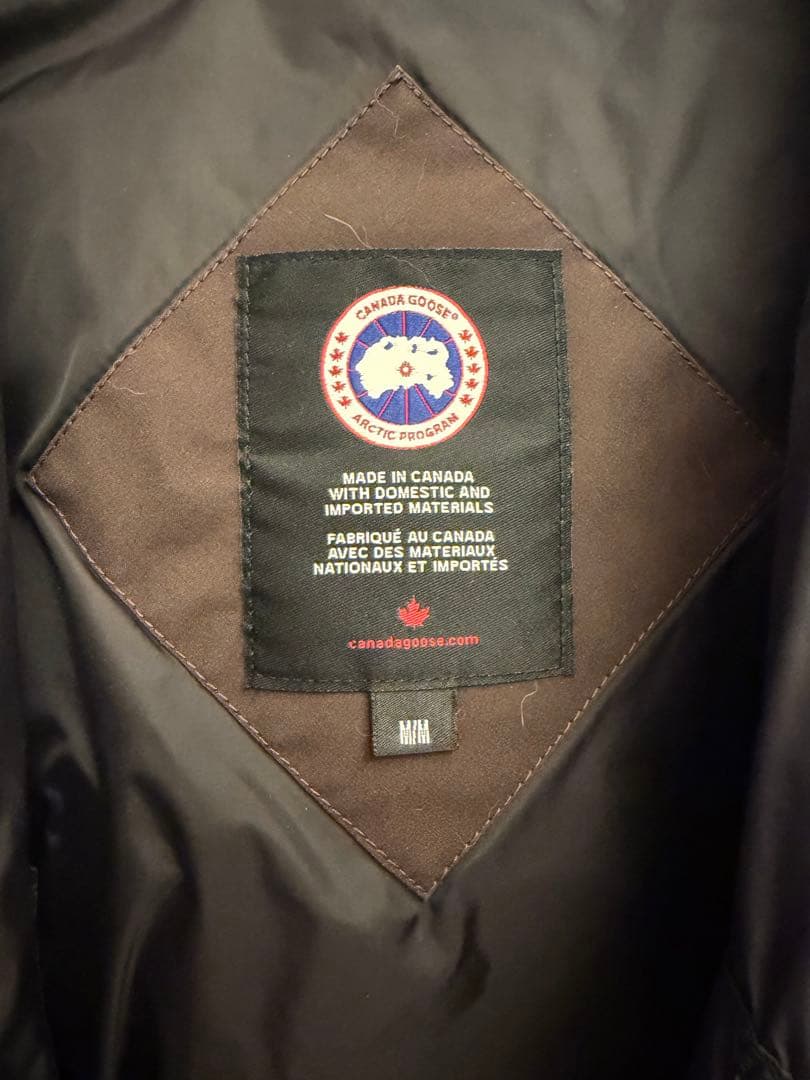 CANADA GOOSE®
ARCTIC PROGRAM
MADE IN CANADA
WITH DOMESTIC AND
IMPORTED MATERIALS
FABRIQUÉ AU CANADA
AVEC DES MATERIAUX
NATIONAUX ET IMPORTÉS
canadagoose.com
M/M